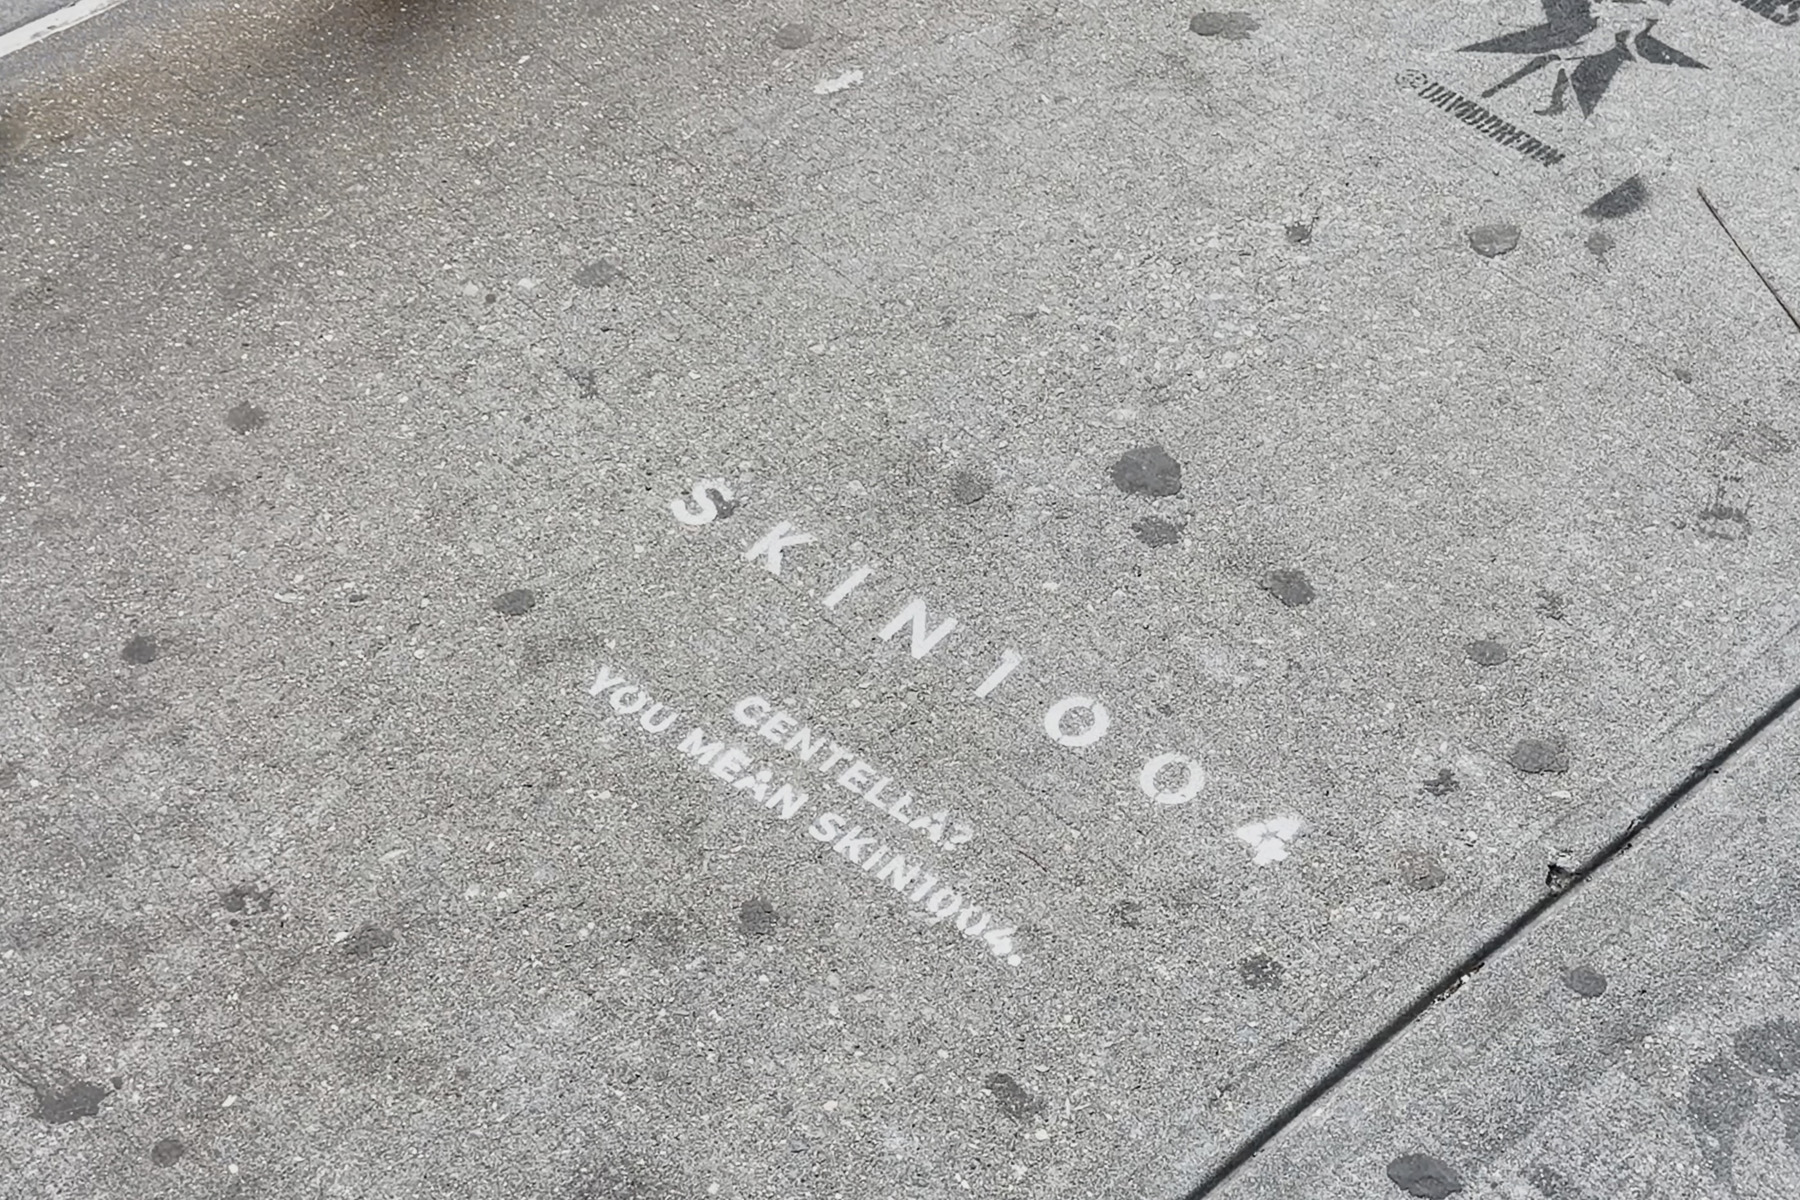 SKIN1004
CENTELLA?
YOU MEAN SKIN1004.